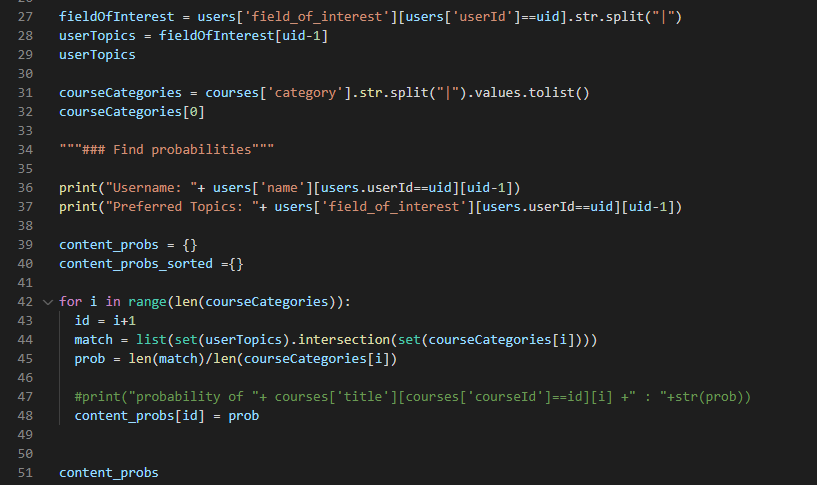 27 fieldOfInterest = users['field_of_interest'][users['userId']==uid].str.split("|")
28 userTopics = fieldOfInterest[uid-1]
29 userTopics
30
31 courseCategories = courses['category'].str.split("|").values.tolist()
32 courseCategories[0]
33
34 """### Find probabilities"""
35
36 print("Username: "+ users['name'][users.userId==uid][uid-1])
37 print("Preferred Topics: "+ users['field_of_interest'][users.userId==uid][uid-1])
38
39 content_probs = {}
40 content_probs_sorted ={}
41
42 for i in range(len(courseCategories)):
43 id = i+1
44 match = list(set(userTopics).intersection(set(courseCategories[i])))
45 prob = len(match)/len(courseCategories[i])
46
47 #print("probability of "+ courses['title'][courses['courseId']==id][i] +" : "+str(prob))
48 content_probs[id] = prob
49
50
51 content_probs